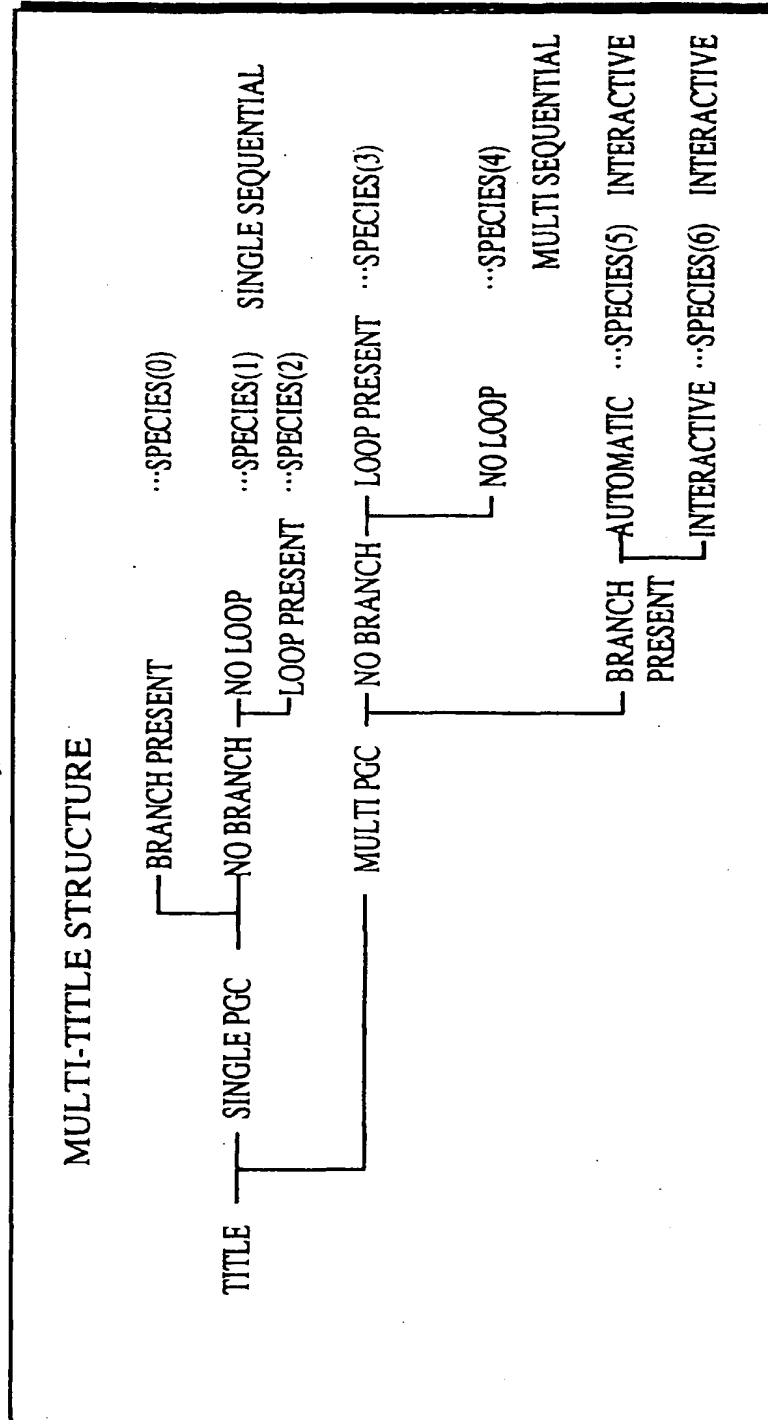 MULTI-TITLE STRUCTURE
BRANCH PRESENT ···SPECIES(0)
TITLE SINGLE PGC NO BRANCH NO LOOP ···SPECIES(1) SINGLE SEQUENTIAL
LOOP PRESENT ···SPECIES(2)
MULTI PGC NO BRANCH LOOP PRESENT ···SPECIES(3)
NO LOOP ···SPECIES(4)
MULTI SEQUENTIAL
BRANCH AUTOMATIC ···SPECIES(5) INTERACTIVE
PRESENT
INTERACTIVE ···SPECIES(6) INTERACTIVE